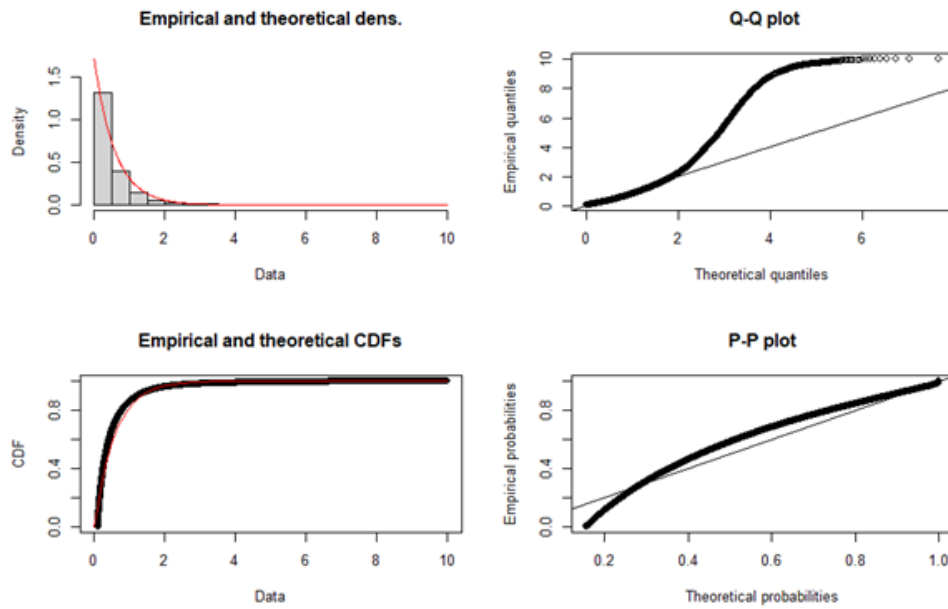 Empirical and theoretical dens.
Density
0.0 0.5 1.0 1.5
0 2 4 6 8 10
Data
Q-Q plot
Empirical quantiles
0 2 4 6 8 10
0 2 4 6
Theoretical quantiles
Empirical and theoretical CDFs
CDF
0.0 0.4 0.8
0 2 4 6 8 10
Data
P-P plot
Empirical probabilities
0.0 0.4 0.8
0.2 0.4 0.6 0.8 1.0
Theoretical probabilities